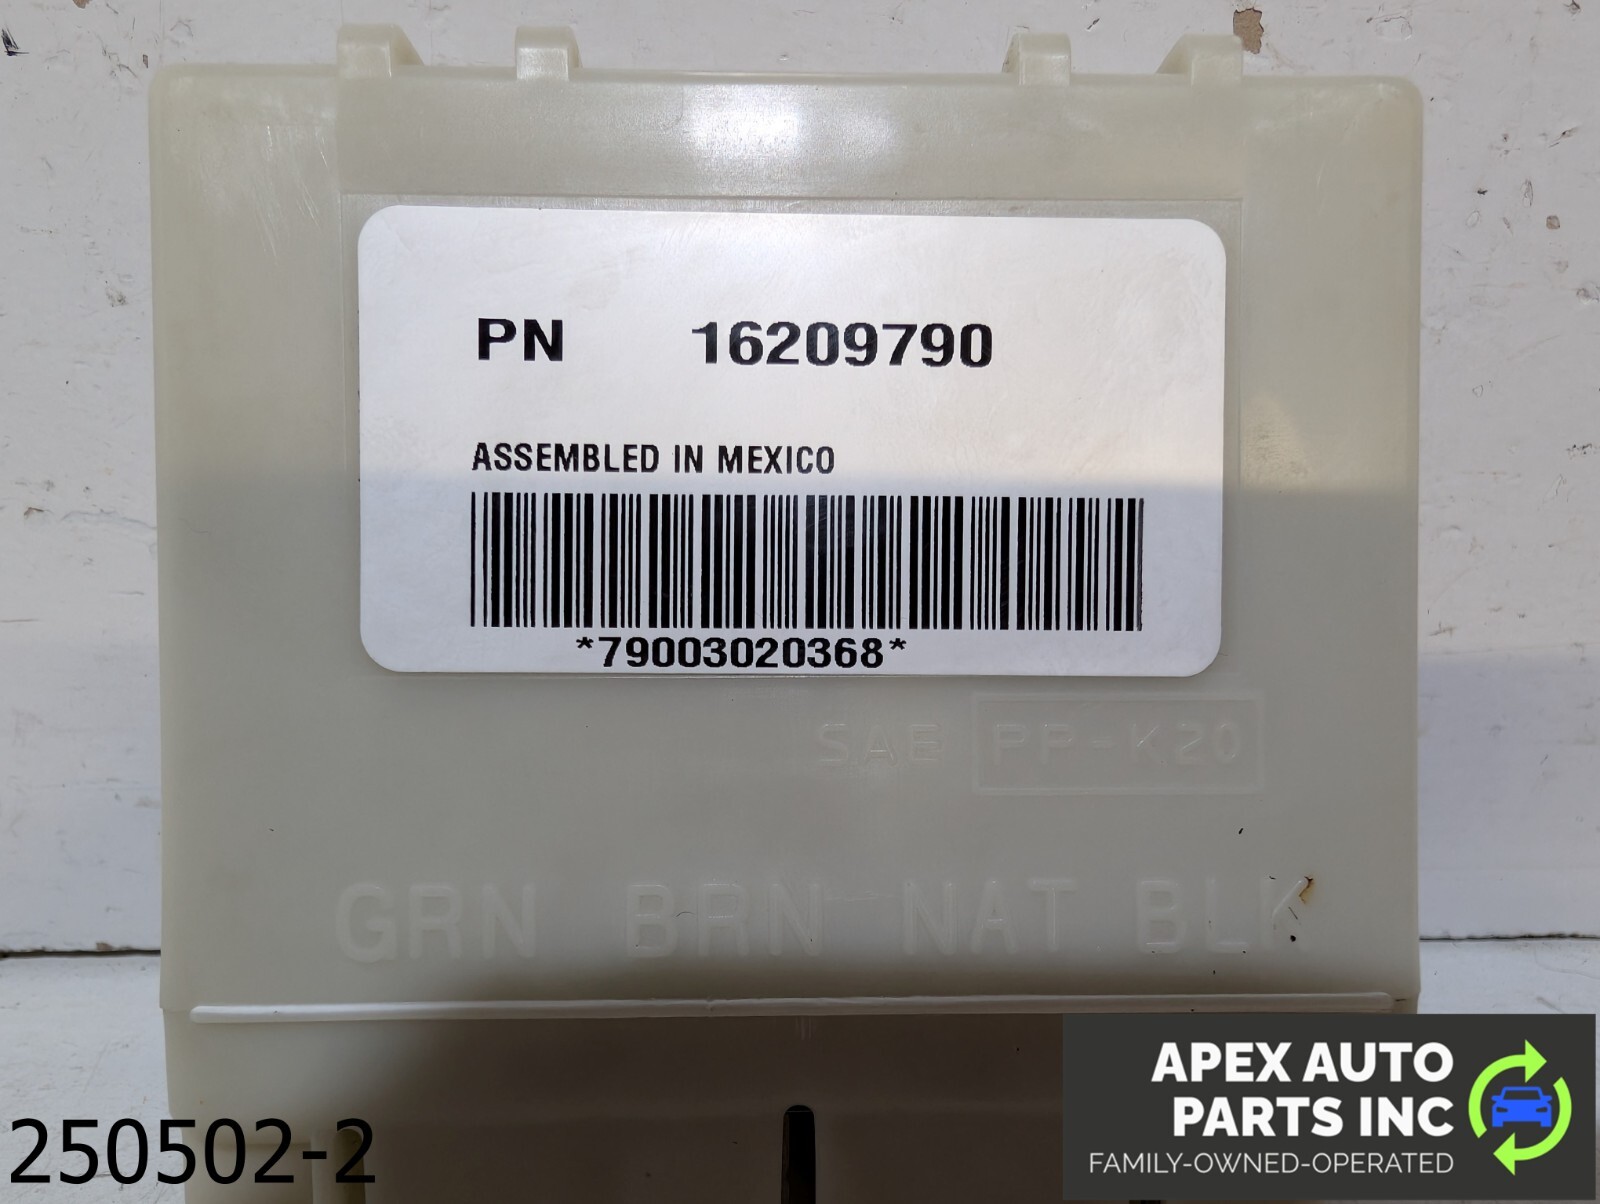 PN 16209790
ASSEMBLED IN MEXICO
*79003020368*
SAE PP-K20
GRN BRN NAT BLK
250502-2
APEX AUTO
PARTS INC
FAMILY-OWNED-OPERATED